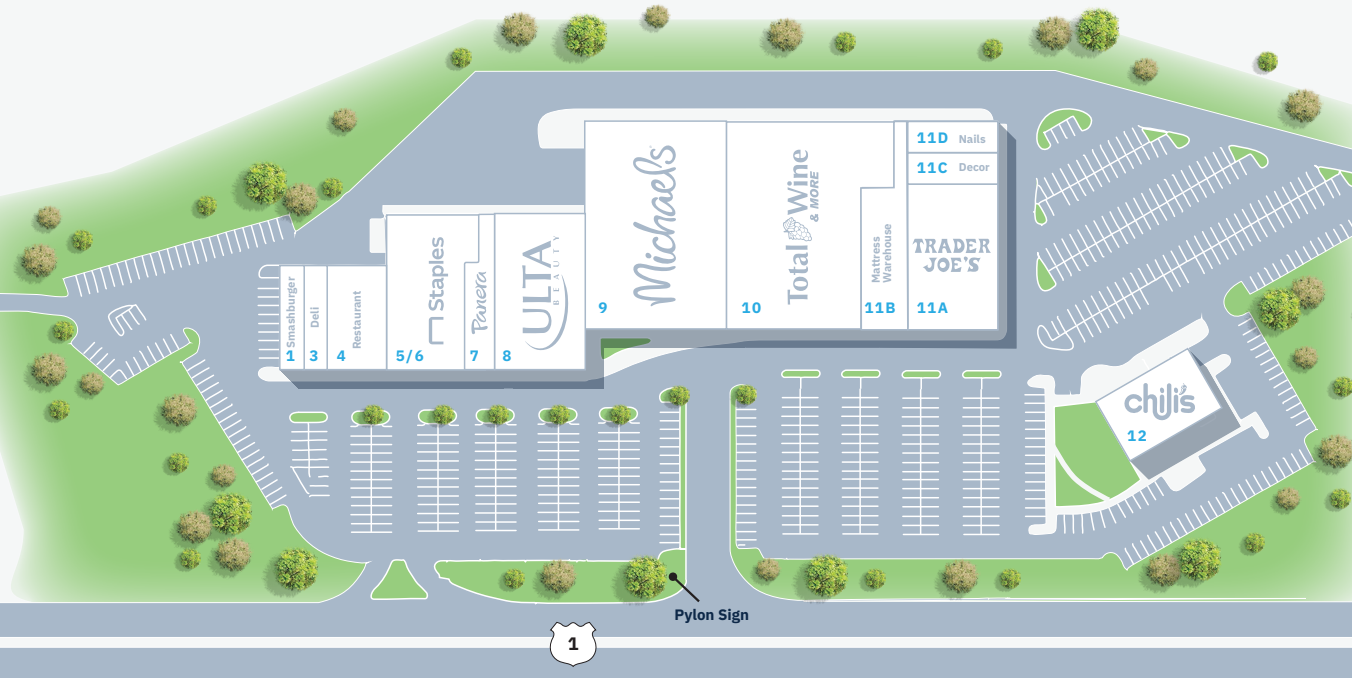 Smashburger
1
Deli
3
Restaurant
4
Staples
5/6
Panera
7
ULTA
BEAUTY
8
Michaels
9
Total Wine
& MORE
10
Mattress
Warehouse
11B
11D Nails
11C Decor
TRADER
JOE'S
11A
chili's
12
Pylon Sign
1